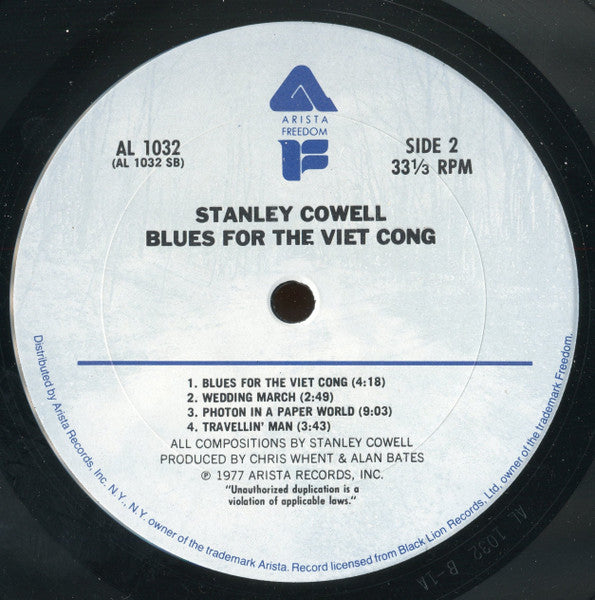 ARISTA
FREEDOM
AL 1032
(AL 1032 SB)
SIDE 2
33⅓ RPM
STANLEY COWELL
BLUES FOR THE VIET CONG
1. BLUES FOR THE VIET CONG (4:18)
2. WEDDING MARCH (2:49)
3. PHOTON IN A PAPER WORLD (9:03)
4. TRAVELLIN' MAN (3:43)
ALL COMPOSITIONS BY STANLEY COWELL
PRODUCED BY CHRIS WHENT & ALAN BATES
℗ 1977 ARISTA RECORDS, INC.
"Unauthorized duplication is a
violation of applicable laws."
Distributed by Arista Records, Inc. N.Y., N.Y. owner of the trademark Arista. Record licensed from Black Lion Records, Ltd, owner of the trademark Freedom.
AL 1032 B-1A